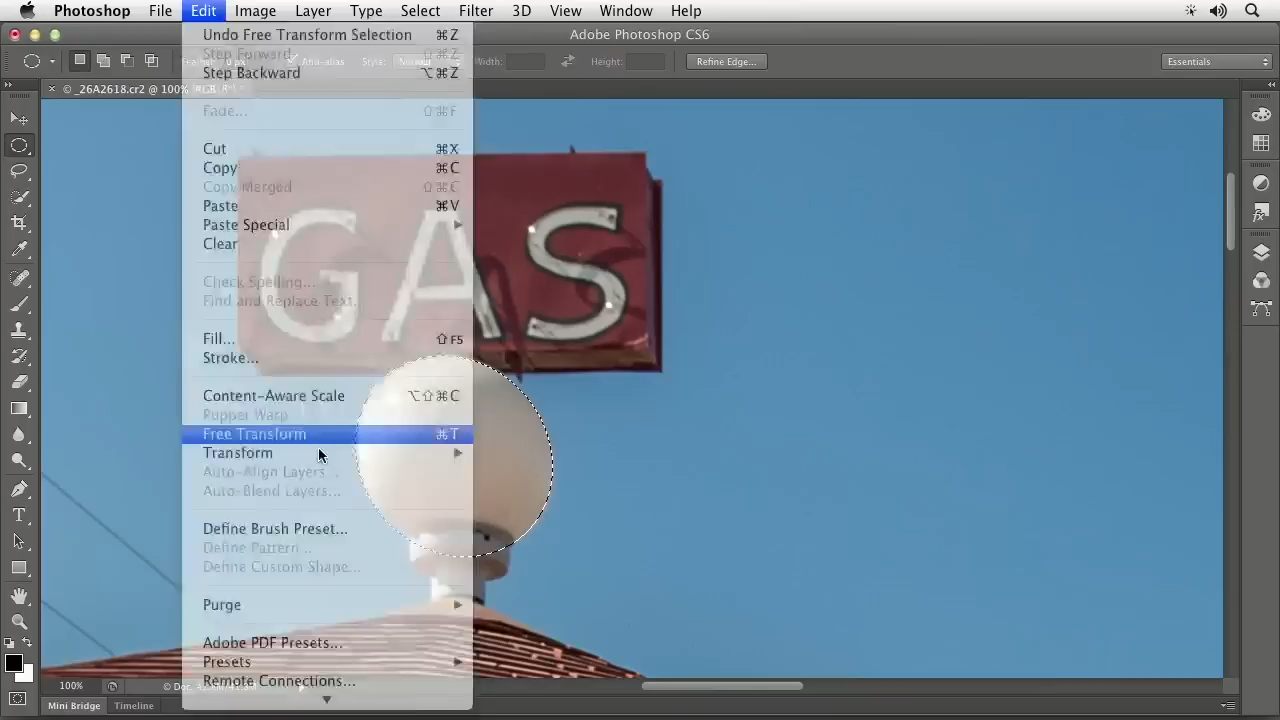 Photoshop File Edit Image Layer Type Select Filter 3D View Window Help
Adobe Photoshop CS6
Anti-alias Style: Width: Height: Refine Edge... Essentials
© _26A2618.cr2 @ 100%
Undo Free Transform Selection ⌘Z
Step Forward ⇧⌘Z
Step Backward ⌥⌘Z
Fade... ⇧⌘F
Cut ⌘X
Copy ⌘C
Copy Merged ⇧⌘C
Paste ⌘V
Paste Special
Clear
Check Spelling...
Find and Replace Text...
Fill... ⇧F5
Stroke...
Content-Aware Scale ⌥⇧⌘C
Puppet Warp
Free Transform ⌘T
Transform
Auto-Align Layers...
Auto-Blend Layers...
Define Brush Preset...
Define Pattern...
Define Custom Shape...
Purge
Adobe PDF Presets...
Presets
Remote Connections...
GAS
100%
Mini Bridge Timeline